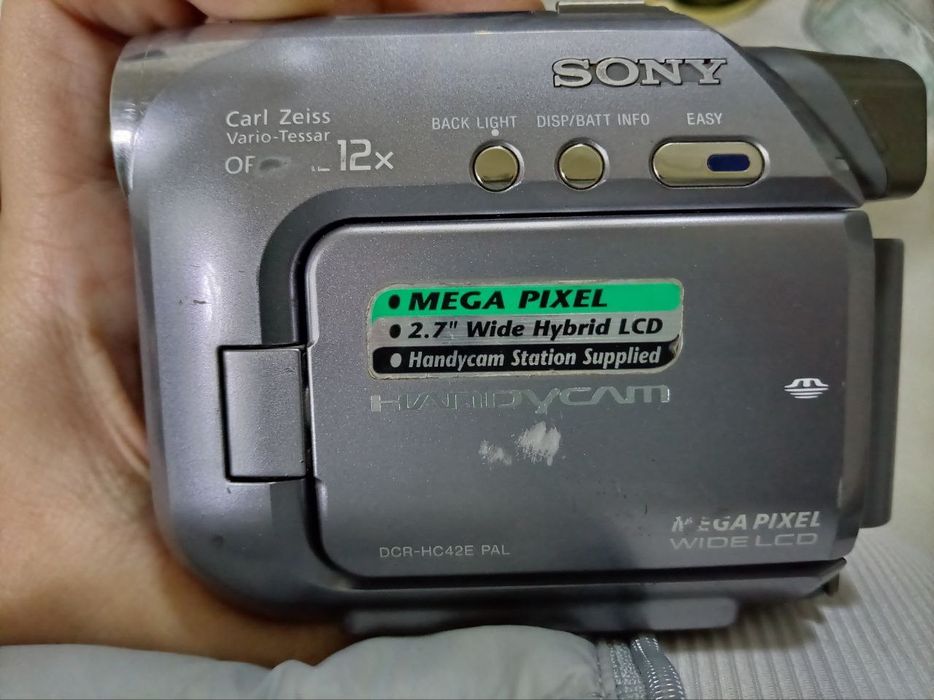 SONY
Carl Zeiss
Vario-Tessar
12x
BACK LIGHT
DISP/BATT INFO
EASY
• MEGA PIXEL
• 2.7" Wide Hybrid LCD
• Handycam Station Supplied
HANDYCAM
MEGA PIXEL
WIDE LCD
DCR-HC42E PAL